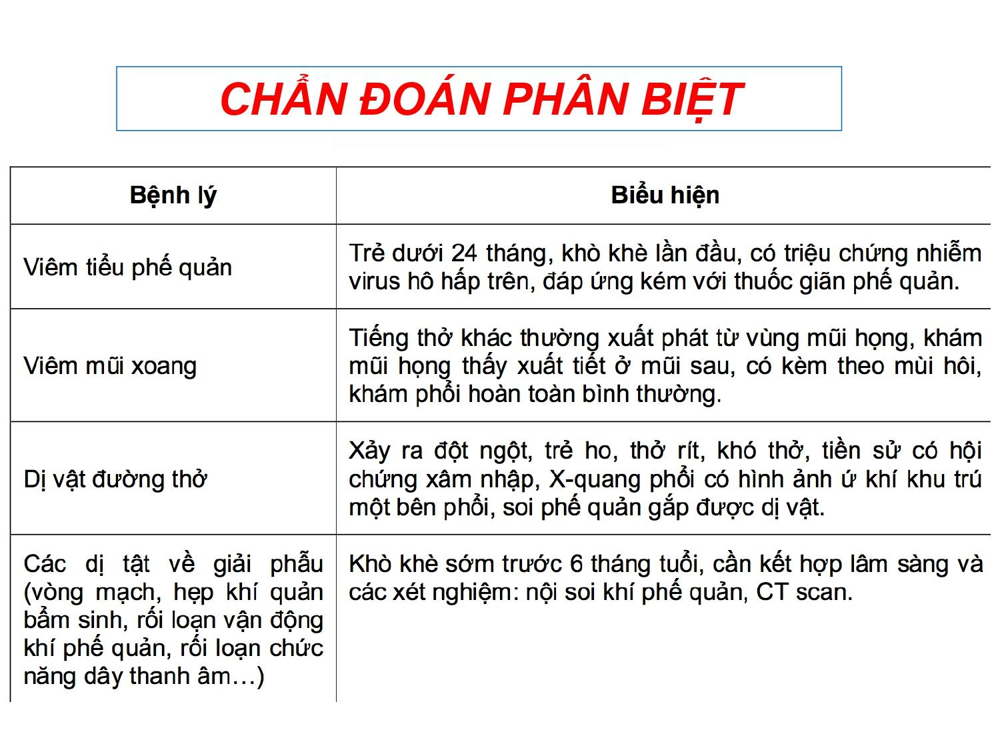 CHẨN ĐOÁN PHÂN BIỆT
Bệnh lý
Biểu hiện
Viêm tiểu phế quản
Trẻ dưới 24 tháng, khò khè lần đầu, có triệu chứng nhiễm
virus hô hấp trên, đáp ứng kém với thuốc giãn phế quản.
Viêm mũi xoang
Tiếng thở khác thường xuất phát từ vùng mũi họng, khám
mũi họng thấy xuất tiết ở mũi sau, có kèm theo mùi hôi,
khám phổi hoàn toàn bình thường.
Dị vật đường thở
Xảy ra đột ngột, trẻ ho, thở rít, khó thở, tiền sử có hội
chứng xâm nhập, X-quang phổi có hình ảnh ứ khí khu trú
một bên phổi, soi phế quản gắp được dị vật.
Các dị tật về giải phẫu
(vòng mạch, hẹp khí quản
bẩm sinh, rối loạn vận động
khí phế quản, rối loạn chức
năng dây thanh âm…)
Khò khè sớm trước 6 tháng tuổi, cần kết hợp lâm sàng và
các xét nghiệm: nội soi khí phế quản, CT scan.